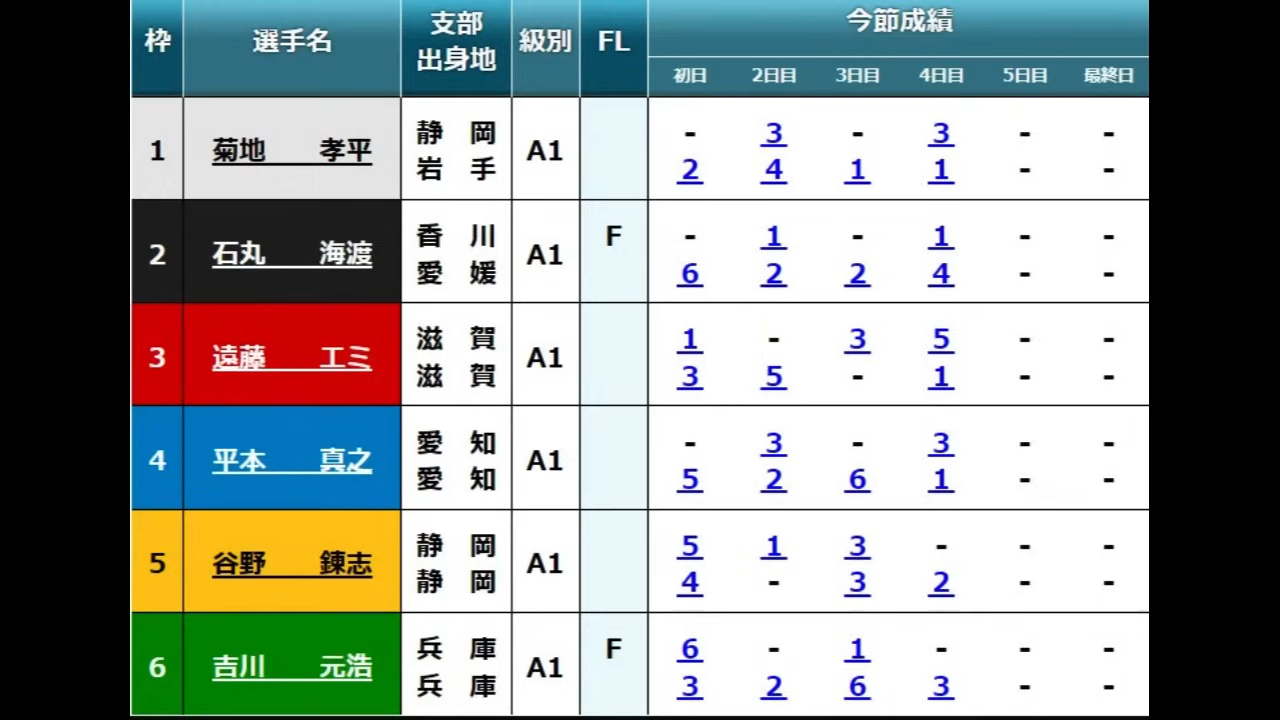 枠 選手名 支部 出身地 級別 FL 今節成績
初日 2日目 3日目 4日目 5日目 最終日
1 菊地 孝平 静岡 岩手 A1
- 3 - 3 - -
2 4 1 1 - -
2 石丸 海渡 香川 愛媛 A1 F
- 1 - 1 - -
6 2 2 4 - -
3 遠藤 エミ 滋賀 滋賀 A1
1 - 3 5 - -
3 5 - 1 - -
4 平本 真之 愛知 愛知 A1
- 3 - 3 - -
5 2 6 1 - -
5 谷野 錬志 静岡 静岡 A1
5 1 3 - - -
4 - 3 2 - -
6 吉川 元浩 兵庫 兵庫 A1 F
6 - 1 - - -
3 2 6 3 - -